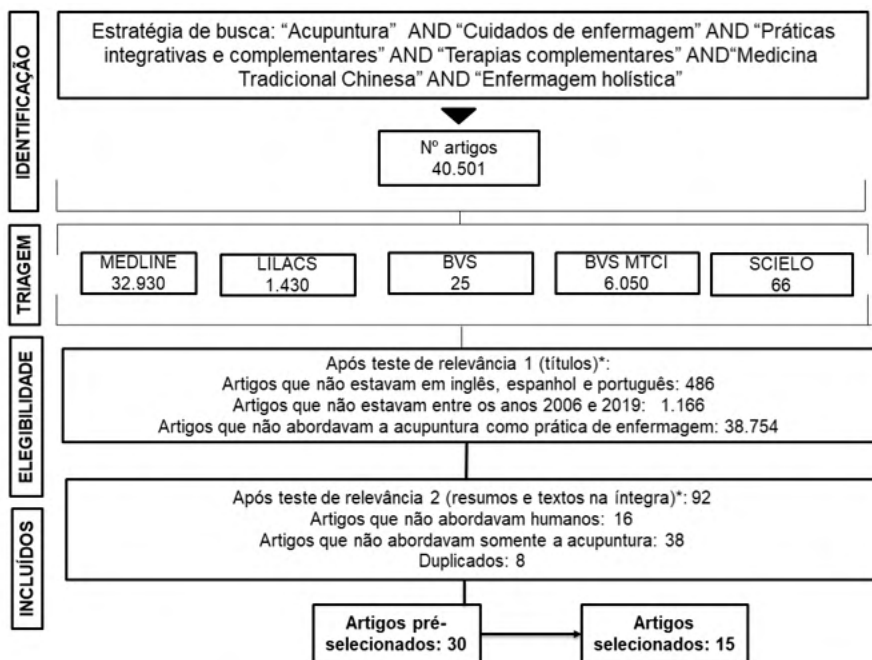 IDENTIFICAÇÃO
Estratégia de busca: “Acupuntura” AND “Cuidados de enfermagem” AND “Práticas
integrativas e complementares” AND “Terapias complementares” AND“Medicina
Tradicional Chinesa” AND “Enfermagem holística”
Nº artigos
40.501
TRIAGEM
MEDLINE
32.930
LILACS
1.430
BVS
25
BVS MTCI
6.050
SCIELO
66
ELEGIBILIDADE
Após teste de relevância 1 (títulos)*:
Artigos que não estavam em inglês, espanhol e português: 486
Artigos que não estavam entre os anos 2006 e 2019: 1.166
Artigos que não abordavam a acupuntura como prática de enfermagem: 38.754
INCLUÍDOS
Após teste de relevância 2 (resumos e textos na íntegra)*: 92
Artigos que não abordavam humanos: 16
Artigos que não abordavam somente a acupuntura: 38
Duplicados: 8
Artigos pré-
selecionados: 30
Artigos
selecionados: 15